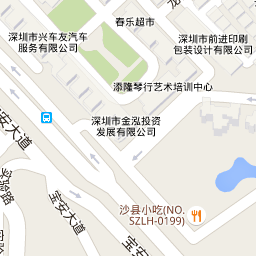 春乐超市
深圳市兴车友汽车
服务有限公司
深圳市前进印刷
包装设计有限公司
添隆琴行艺术培训中心
深圳市金泓投资
发展有限公司
宝安大道
实验路
宝安大道
沙县小吃(NO.
SZLH-0199)